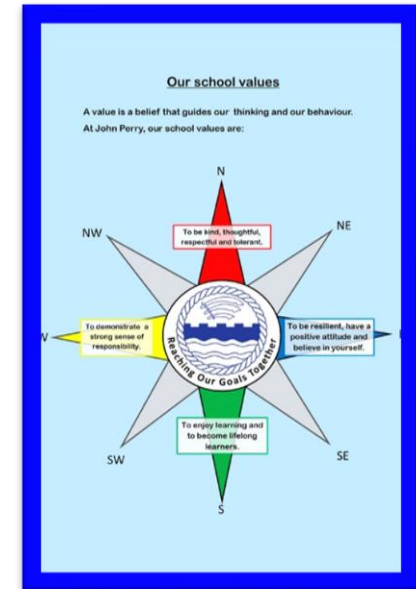 Our school values
A value is a belief that guides our thinking and our behaviour.
At John Perry, our school values are:
N
NW
NE
To be kind, thoughtful,
respectful and tolerant.
W
To demonstrate a
strong sense of
responsibility.
To be resilient, have a
positive attitude and
believe in yourself.
Reaching Our Goals Together
To enjoy learning and
to become lifelong
learners.
SW
SE
S